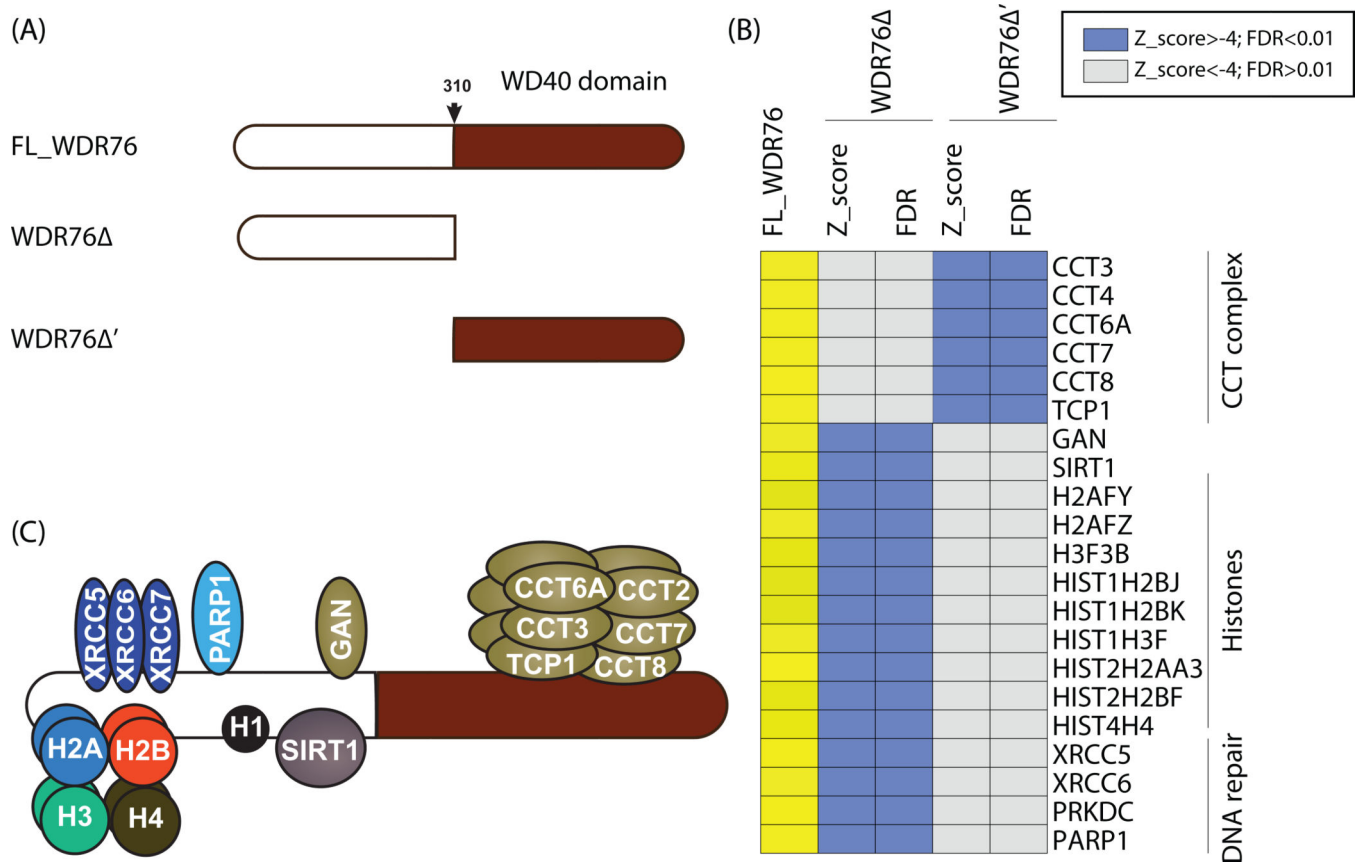 (A)
310
WD40 domain
FL_WDR76
WDR76Δ
WDR76Δ’
(B)
Z_score>-4; FDR<0.01
Z_score<-4; FDR>0.01
WDR76Δ
WDR76Δ’
FL_WDR76
Z_score
FDR
Z_score
FDR
CCT3
CCT4
CCT6A
CCT7
CCT8
TCP1
GAN
SIRT1
H2AFY
H2AFZ
H3F3B
HIST1H2BJ
HIST1H2BK
HIST1H3F
HIST2H2AA3
HIST2H2BF
HIST4H4
XRCC5
XRCC6
PRKDC
PARP1
CCT complex
Histones
DNA repair
(C)
XRCC5
XRCC6
XRCC7
PARP1
GAN
CCT6A
CCT2
CCT3
CCT7
TCP1
CCT8
H2A
H2B
H1
SIRT1
H3
H4